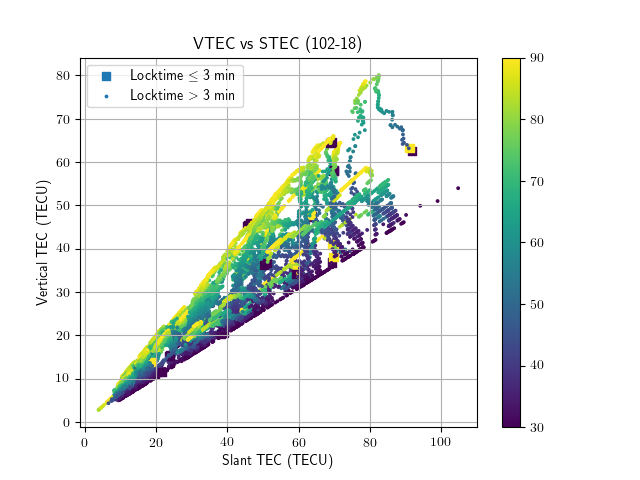 VTEC vs STEC (102-18)
Locktime ≤ 3 min
Locktime > 3 min
Vertical TEC (TECU)
80
70
60
50
40
30
20
10
0
0 20 40 60 80 100
Slant TEC (TECU)
90
80
70
60
50
40
30